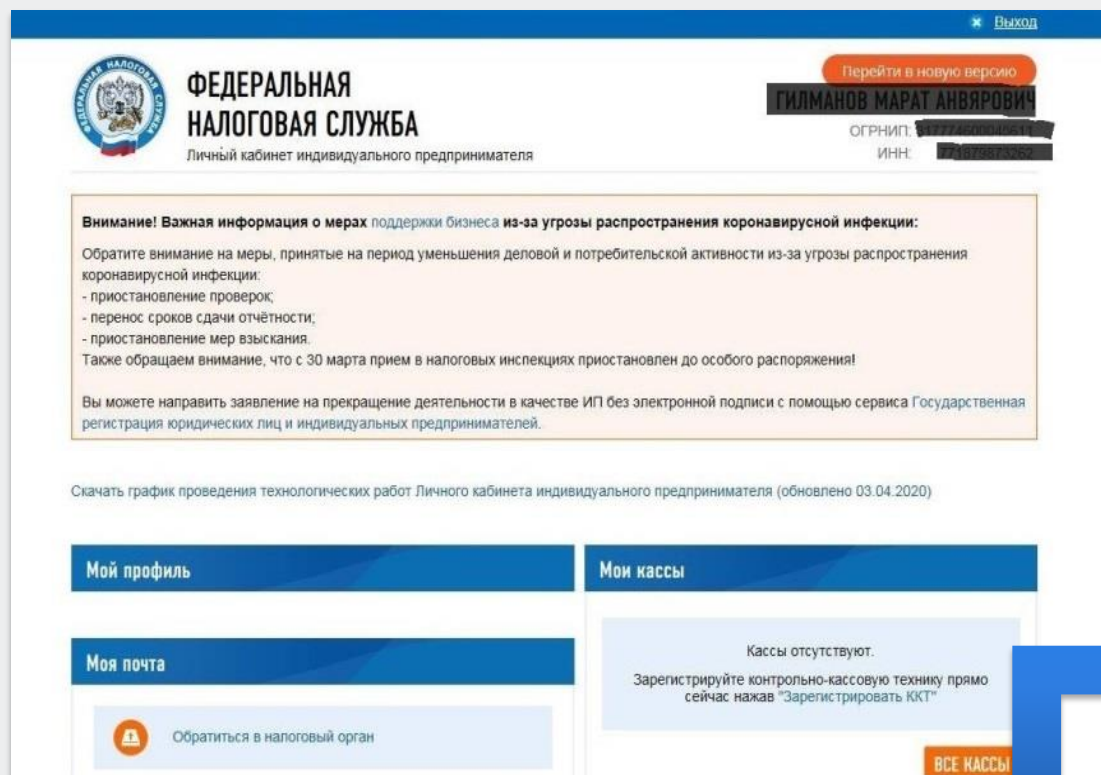 Выход
ФЕДЕРАЛЬНАЯ
НАЛОГОВАЯ СЛУЖБА
Личный кабинет индивидуального предпринимателя
Перейти в новую версию
ОГРНИП:
ИНН:
Внимание! Важная информация о мерах поддержки бизнеса из-за угрозы распространения коронавирусной инфекции:
Обратите внимание на меры, принятые на период уменьшения деловой и потребительской активности из-за угрозы распространения
коронавирусной инфекции:
- приостановление проверок;
- перенос сроков сдачи отчётности;
- приостановление мер взыскания.
Также обращаем внимание, что с 30 марта прием в налоговых инспекциях приостановлен до особого распоряжения!
Вы можете направить заявление на прекращение деятельности в качестве ИП без электронной подписи с помощью сервиса Государственная
регистрация юридических лиц и индивидуальных предпринимателей.
Скачать график проведения технологических работ Личного кабинета индивидуального предпринимателя (обновлено 03.04.2020)
Мой профиль
Моя почта
Обратиться в налоговый орган
Мои кассы
Кассы отсутствуют.
Зарегистрируйте контрольно-кассовую технику прямо
сейчас нажав "Зарегистрировать ККТ"
ВСЕ КАССЫ